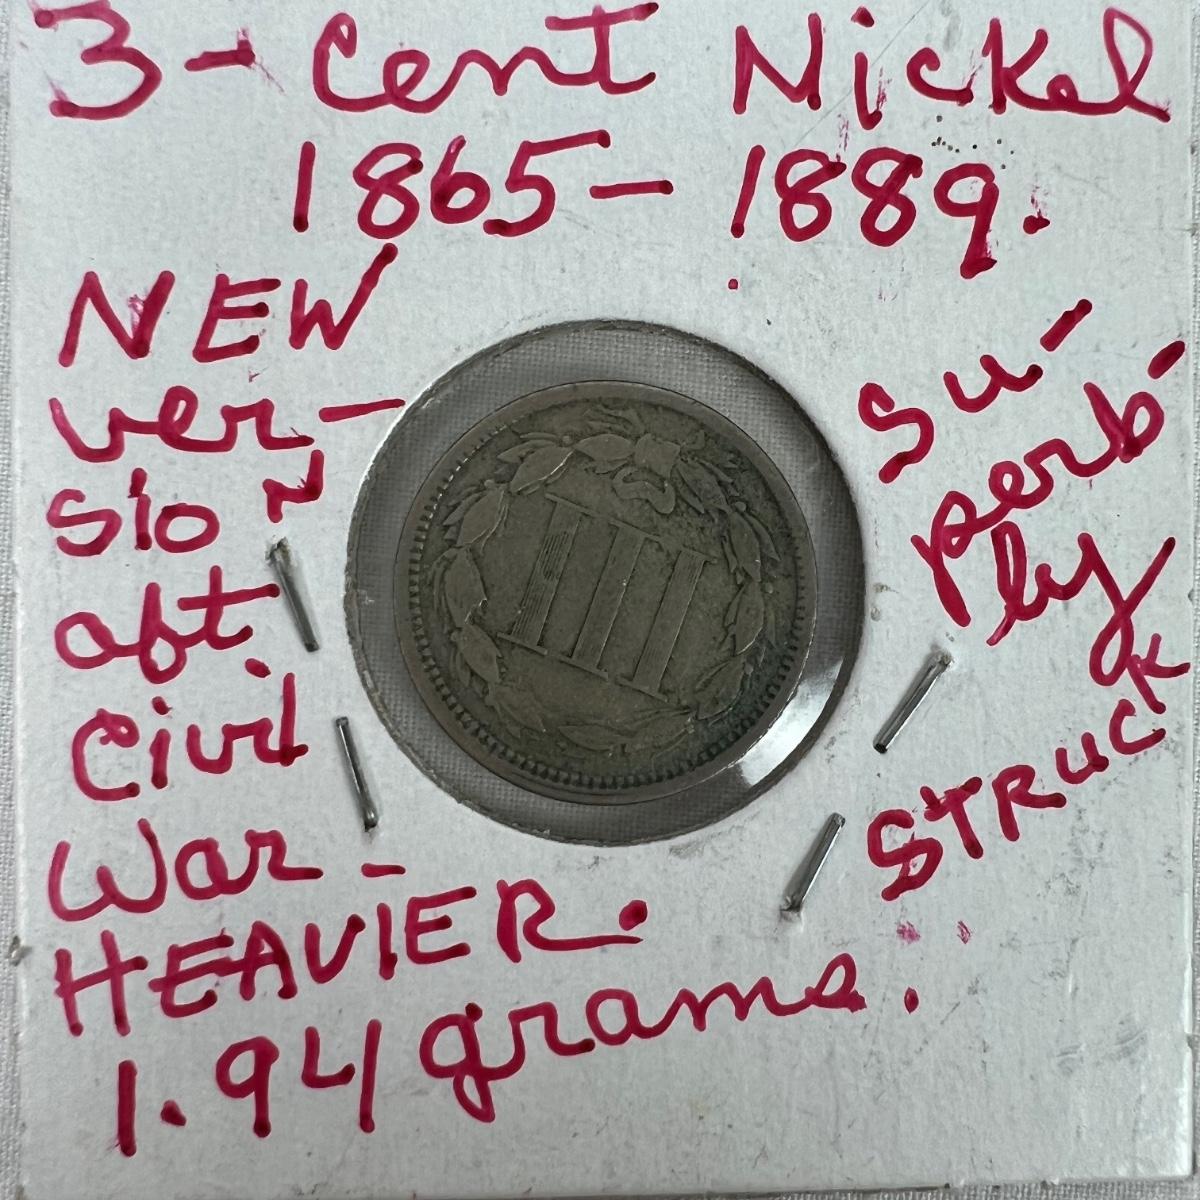 3-Cent Nickel
1865-1889.
NEW
ver-
sion
aft
Civil
War-
HEAVIER.
1.94 grams.
Su-
perb-
ly
STRUCK
III